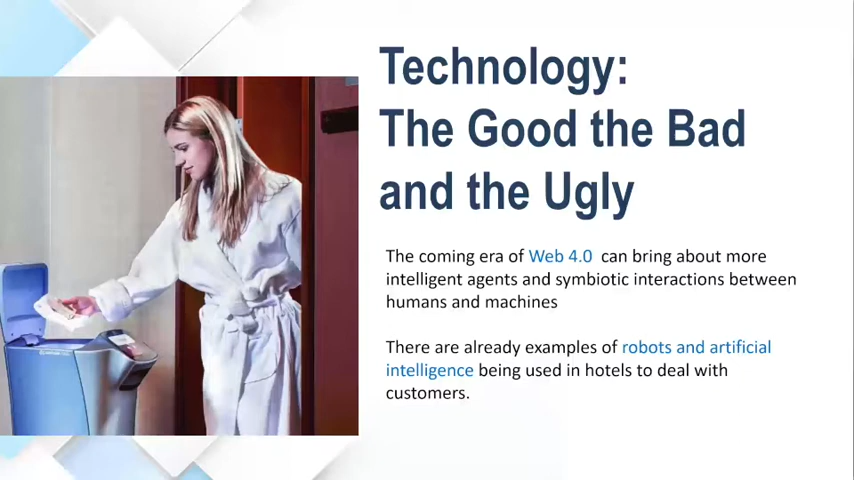 Technology:
The Good the Bad
and the Ugly
The coming era of Web 4.0 can bring about more
intelligent agents and symbiotic interactions between
humans and machines
There are already examples of robots and artificial
intelligence being used in hotels to deal with
customers.